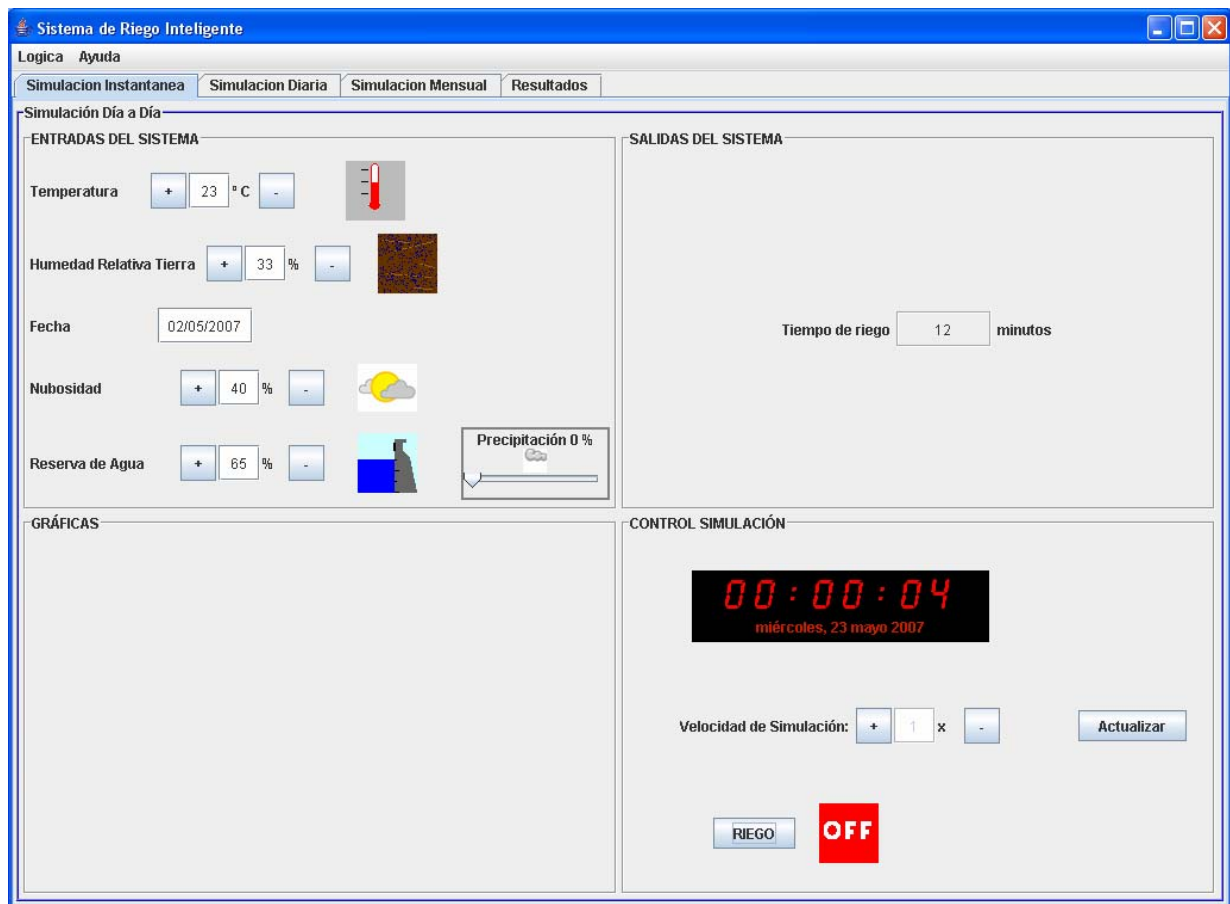 Sistema de Riego Inteligente
Logica Ayuda
Simulacion Instantanea Simulacion Diaria Simulacion Mensual Resultados
Simulación Día a Día
ENTRADAS DEL SISTEMA
Temperatura + 23 º C -
Humedad Relativa Tierra + 33 % -
Fecha 02/05/2007
Nubosidad + 40 % -
Reserva de Agua + 65 % -
Precipitación 0 %
SALIDAS DEL SISTEMA
Tiempo de riego 12 minutos
GRÁFICAS
CONTROL SIMULACIÓN
00:00:04
miércoles, 23 mayo 2007
Velocidad de Simulación: + 1 x - Actualizar
RIEGO OFF